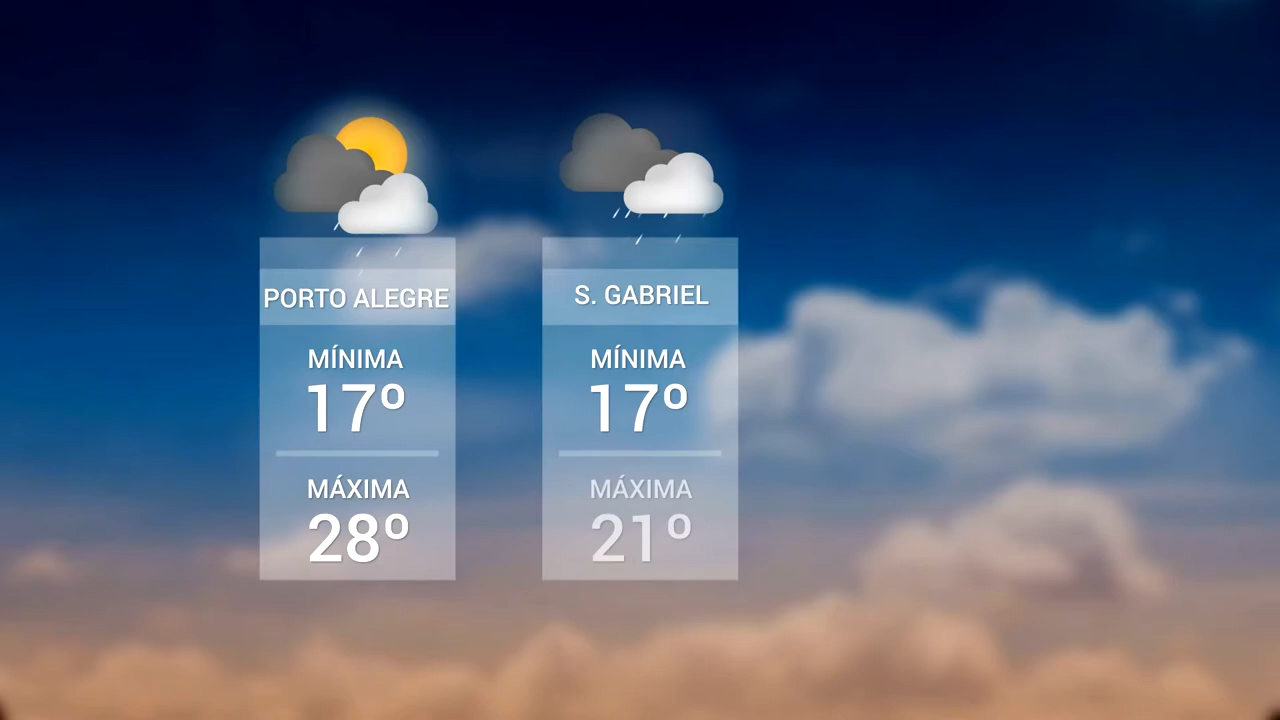 PORTO ALEGRE
MÍNIMA
17º
MÁXIMA
28º
S. GABRIEL
MÍNIMA
17º
MÁXIMA
21º